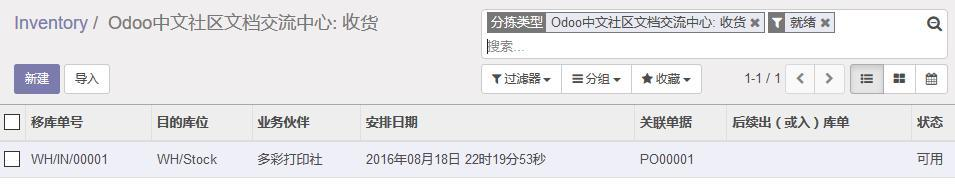 Inventory / Odoo中文社区文档交流中心: 收货
分拣类型 Odoo中文社区文档交流中心: 收货 ✖ 就绪 ✖
搜索...
新建 导入 过滤器 分组 收藏 1-1 / 1
移库单号 目的库位 业务伙伴 安排日期 关联单据 后续出（或入）库单 状态
WH/IN/00001 WH/Stock 多彩打印社 2016年08月18日 22时19分53秒 PO00001 可用